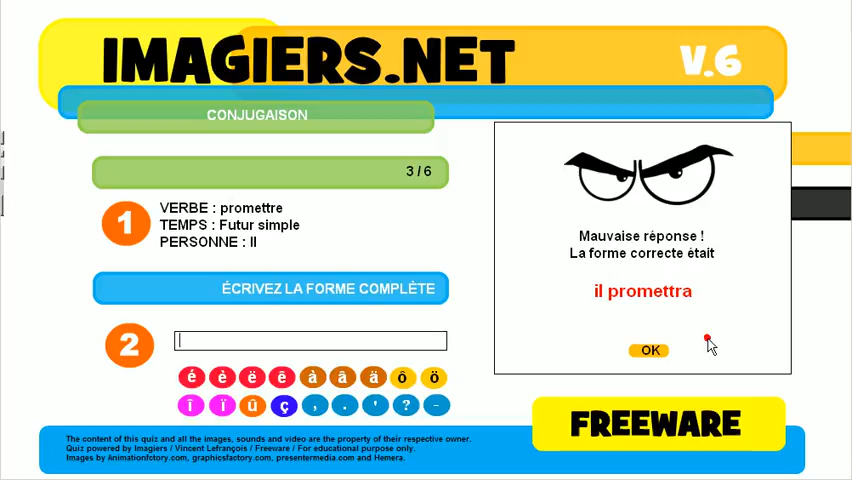 IMAGIERS.NET
V.6
CONJUGAISON
3 / 6
1
VERBE : promettre
TEMPS : Futur simple
PERSONNE : Il
ÉCRIVEZ LA FORME COMPLÈTE
2
é è ë ê à â ä ô ö
î ï û ç , . ' ? -
Mauvaise réponse !
La forme correcte était
il promettra
OK
FREEWARE
The content of this quiz and all the images, sounds and video are the property of their respective owner.
Quiz powered by Imagiers / Vincent Lefrançois / Freeware / For educational purpose only.
Images by Animationfctory.com, graphicsfactory.com, presentermedia.com and Hemera.